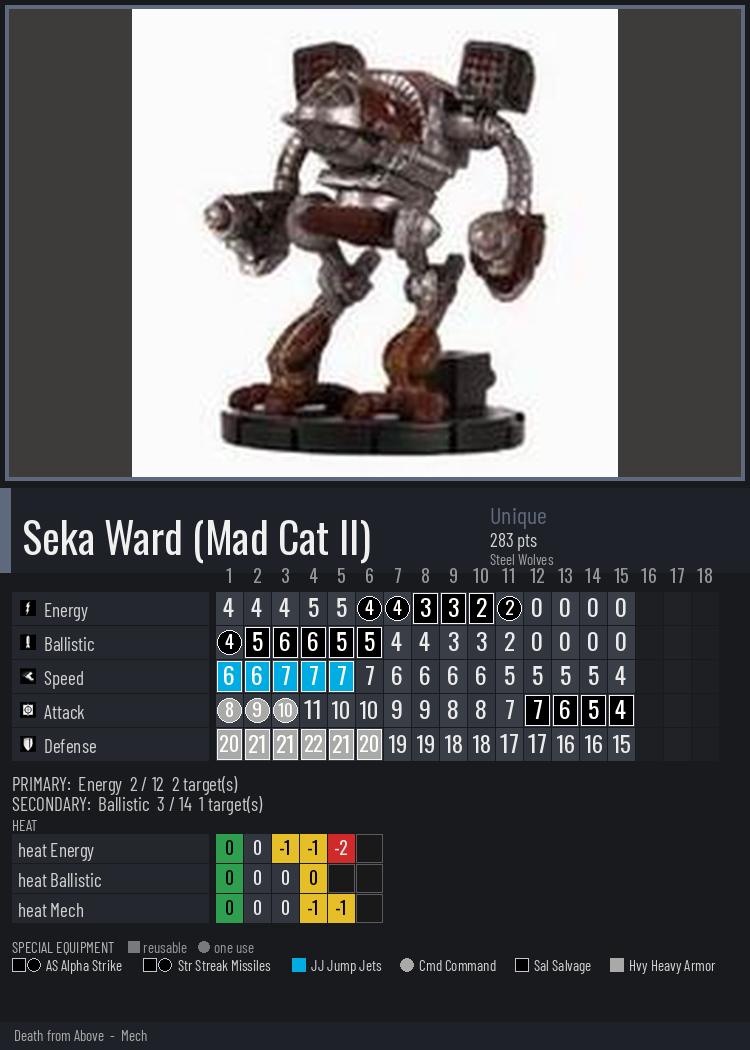 Seka Ward (Mad Cat II)
Unique
283 pts
Steel Wolves
1 2 3 4 5 6 7 8 9 10 11 12 13 14 15 16 17 18
Energy 4 4 4 5 5 4 4 3 3 2 2 0 0 0 0
Ballistic 4 5 6 6 5 5 4 4 3 3 2 0 0 0 0
Speed 6 6 7 7 7 7 6 6 6 6 5 5 5 5 4
Attack 8 9 10 11 10 10 9 9 8 8 7 7 6 5 4
Defense 20 21 21 22 21 20 19 19 18 18 17 17 16 16 15
PRIMARY: Energy 2 / 12 2 target(s)
SECONDARY: Ballistic 3 / 14 1 target(s)
HEAT
heat Energy 0 0 -1 -1 -2
heat Ballistic 0 0 0 0
heat Mech 0 0 0 -1 -1
SPECIAL EQUIPMENT reusable one use
AS Alpha Strike Str Streak Missiles JJ Jump Jets Cmd Command Sal Salvage Hvy Heavy Armor
Death from Above - Mech